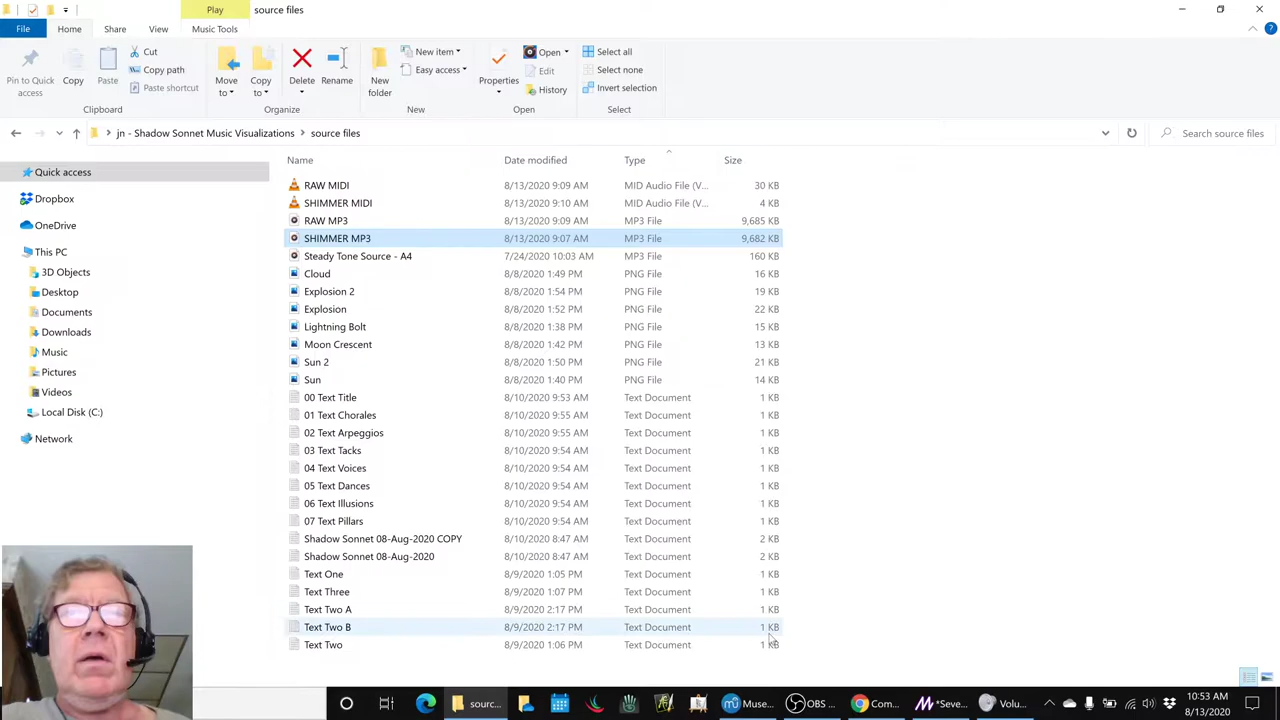 Play source files
File Home Share View Music Tools
Pin to Quick access
Copy
Paste
Cut
Copy path
Paste shortcut
Clipboard
Move to
Copy to
Delete
Rename
Organize
New folder
New item
Easy access
New
Properties
Open
Edit
History
Open
Select all
Select none
Invert selection
Select
jn - Shadow Sonnet Music Visualizations source files
Search source files
Quick access
Dropbox
OneDrive
This PC
3D Objects
Desktop
Documents
Downloads
Music
Pictures
Videos
Local Disk (C:)
Network
Name Date modified Type Size
RAW MIDI 8/13/2020 9:09 AM MID Audio File (V... 30 KB
SHIMMER MIDI 8/13/2020 9:10 AM MID Audio File (V... 4 KB
RAW MP3 8/13/2020 9:09 AM MP3 File 9,685 KB
SHIMMER MP3 8/13/2020 9:07 AM MP3 File 9,682 KB
Steady Tone Source - A4 7/24/2020 10:03 AM MP3 File 160 KB
Cloud 8/8/2020 1:49 PM PNG File 16 KB
Explosion 2 8/8/2020 1:54 PM PNG File 19 KB
Explosion 8/8/2020 1:52 PM PNG File 22 KB
Lightning Bolt 8/8/2020 1:38 PM PNG File 15 KB
Moon Crescent 8/8/2020 1:42 PM PNG File 13 KB
Sun 2 8/8/2020 1:50 PM PNG File 21 KB
Sun 8/8/2020 1:40 PM PNG File 14 KB
00 Text Title 8/10/2020 9:53 AM Text Document 1 KB
01 Text Chorales 8/10/2020 9:55 AM Text Document 1 KB
02 Text Arpeggios 8/10/2020 9:55 AM Text Document 1 KB
03 Text Tacks 8/10/2020 9:54 AM Text Document 1 KB
04 Text Voices 8/10/2020 9:54 AM Text Document 1 KB
05 Text Dances 8/10/2020 9:54 AM Text Document 1 KB
06 Text Illusions 8/10/2020 9:54 AM Text Document 1 KB
07 Text Pillars 8/10/2020 9:54 AM Text Document 1 KB
Shadow Sonnet 08-Aug-2020 COPY 8/10/2020 8:47 AM Text Document 2 KB
Shadow Sonnet 08-Aug-2020 8/10/2020 8:47 AM Text Document 2 KB
Text One 8/9/2020 1:05 PM Text Document 1 KB
Text Three 8/9/2020 1:07 PM Text Document 1 KB
Text Two A 8/9/2020 2:17 PM Text Document 1 KB
Text Two B 8/9/2020 2:17 PM Text Document 1 KB
Text Two 8/9/2020 1:06 PM Text Document 1 KB
sourc... Muse... OBS ... Com... *Seve... Volu... 10:53 AM
8/13/2020